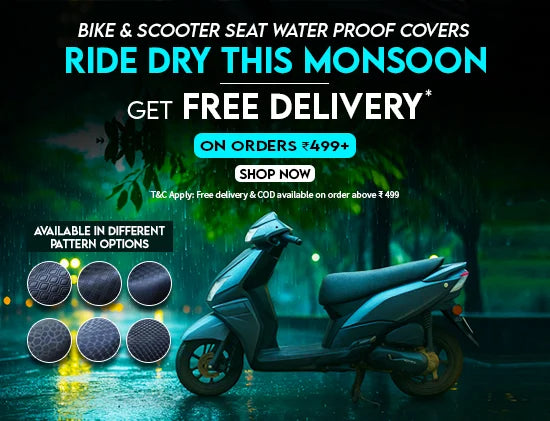 BIKE & SCOOTER SEAT WATER PROOF COVERS
RIDE DRY THIS MONSOON
GET FREE DELIVERY*
ON ORDERS ₹499+
SHOP NOW
T&C Apply: Free delivery & COD available on order above ₹ 499
AVAILABLE IN DIFFERENT
PATTERN OPTIONS